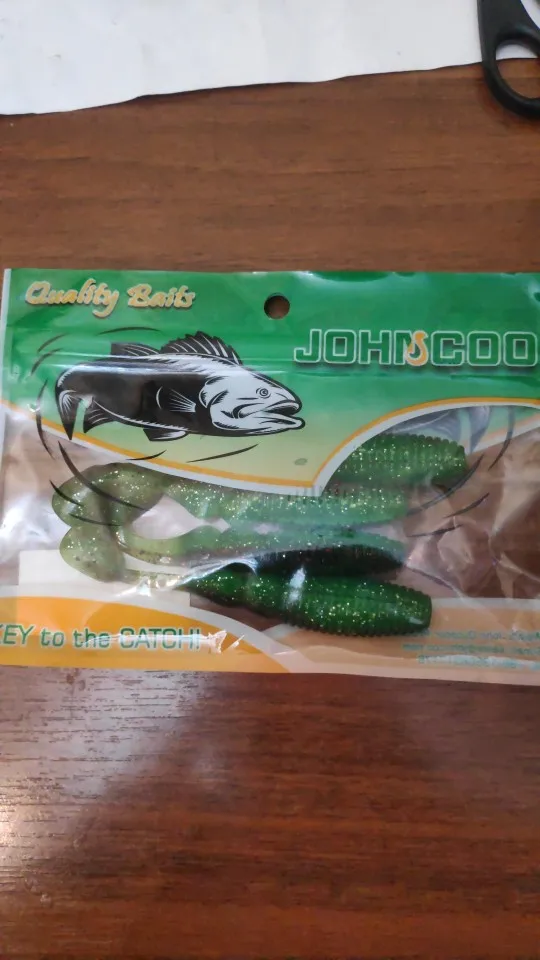 Quality Baits
JOHNCOO
KEY to the CATCH!